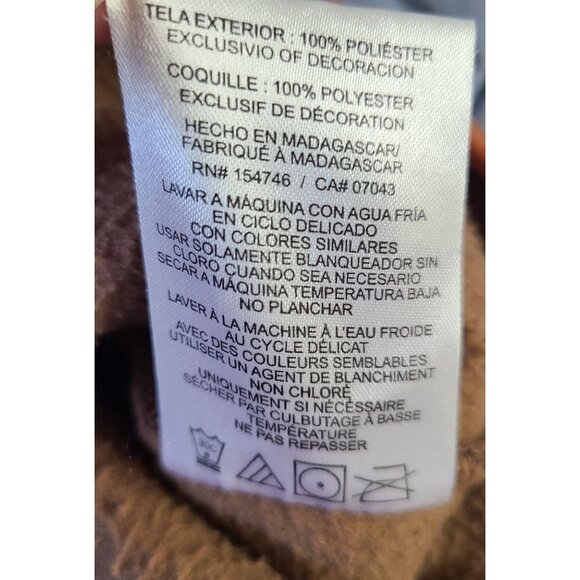 TELA EXTERIOR : 100% POLIÉSTER
EXCLUSIVIO OF DECORACION
COQUILLE : 100% POLYESTER
EXCLUSIF DE DÉCORATION
HECHO EN MADAGASCAR/
FABRIQUÉ À MADAGASCAR
RN# 154746 / CA# 07043
LAVAR A MÁQUINA CON AGUA FRÍA
EN CICLO DELICADO
CON COLORES SIMILARES
USAR SOLAMENTE BLANQUEADOR SIN
CLORO CUANDO SEA NECESARIO
SECAR A MÁQUINA TEMPERATURA BAJA
NO PLANCHAR
LAVER À LA MACHINE À L'EAU FROIDE
AU CYCLE DÉLICAT
AVEC DES COULEURS SEMBLABLES
UTILISER UN AGENT DE BLANCHIMENT
NON CHLORÉ
UNIQUEMENT SI NÉCESSAIRE
SÉCHER PAR CULBUTAGE À BASSE
TEMPÉRATURE
NE PAS REPASSER
30C